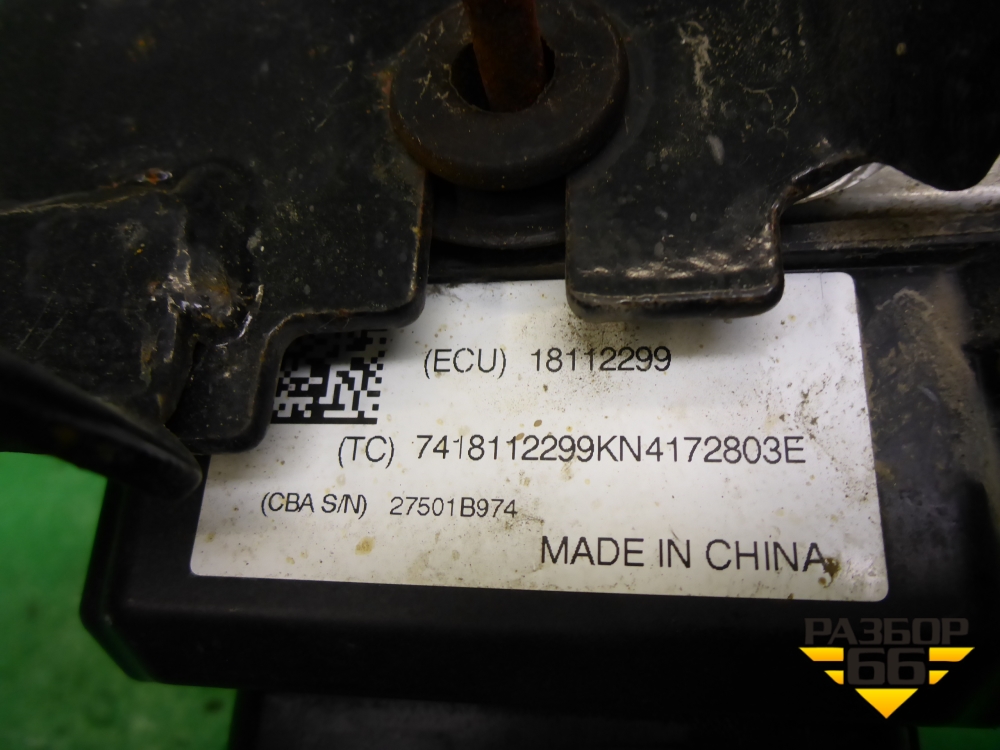 (ECU) 18112299
(TC) 7418112299KN4172803E
(CBA S/N) 27501B974
MADE IN CHINA
РАЗБОР
66